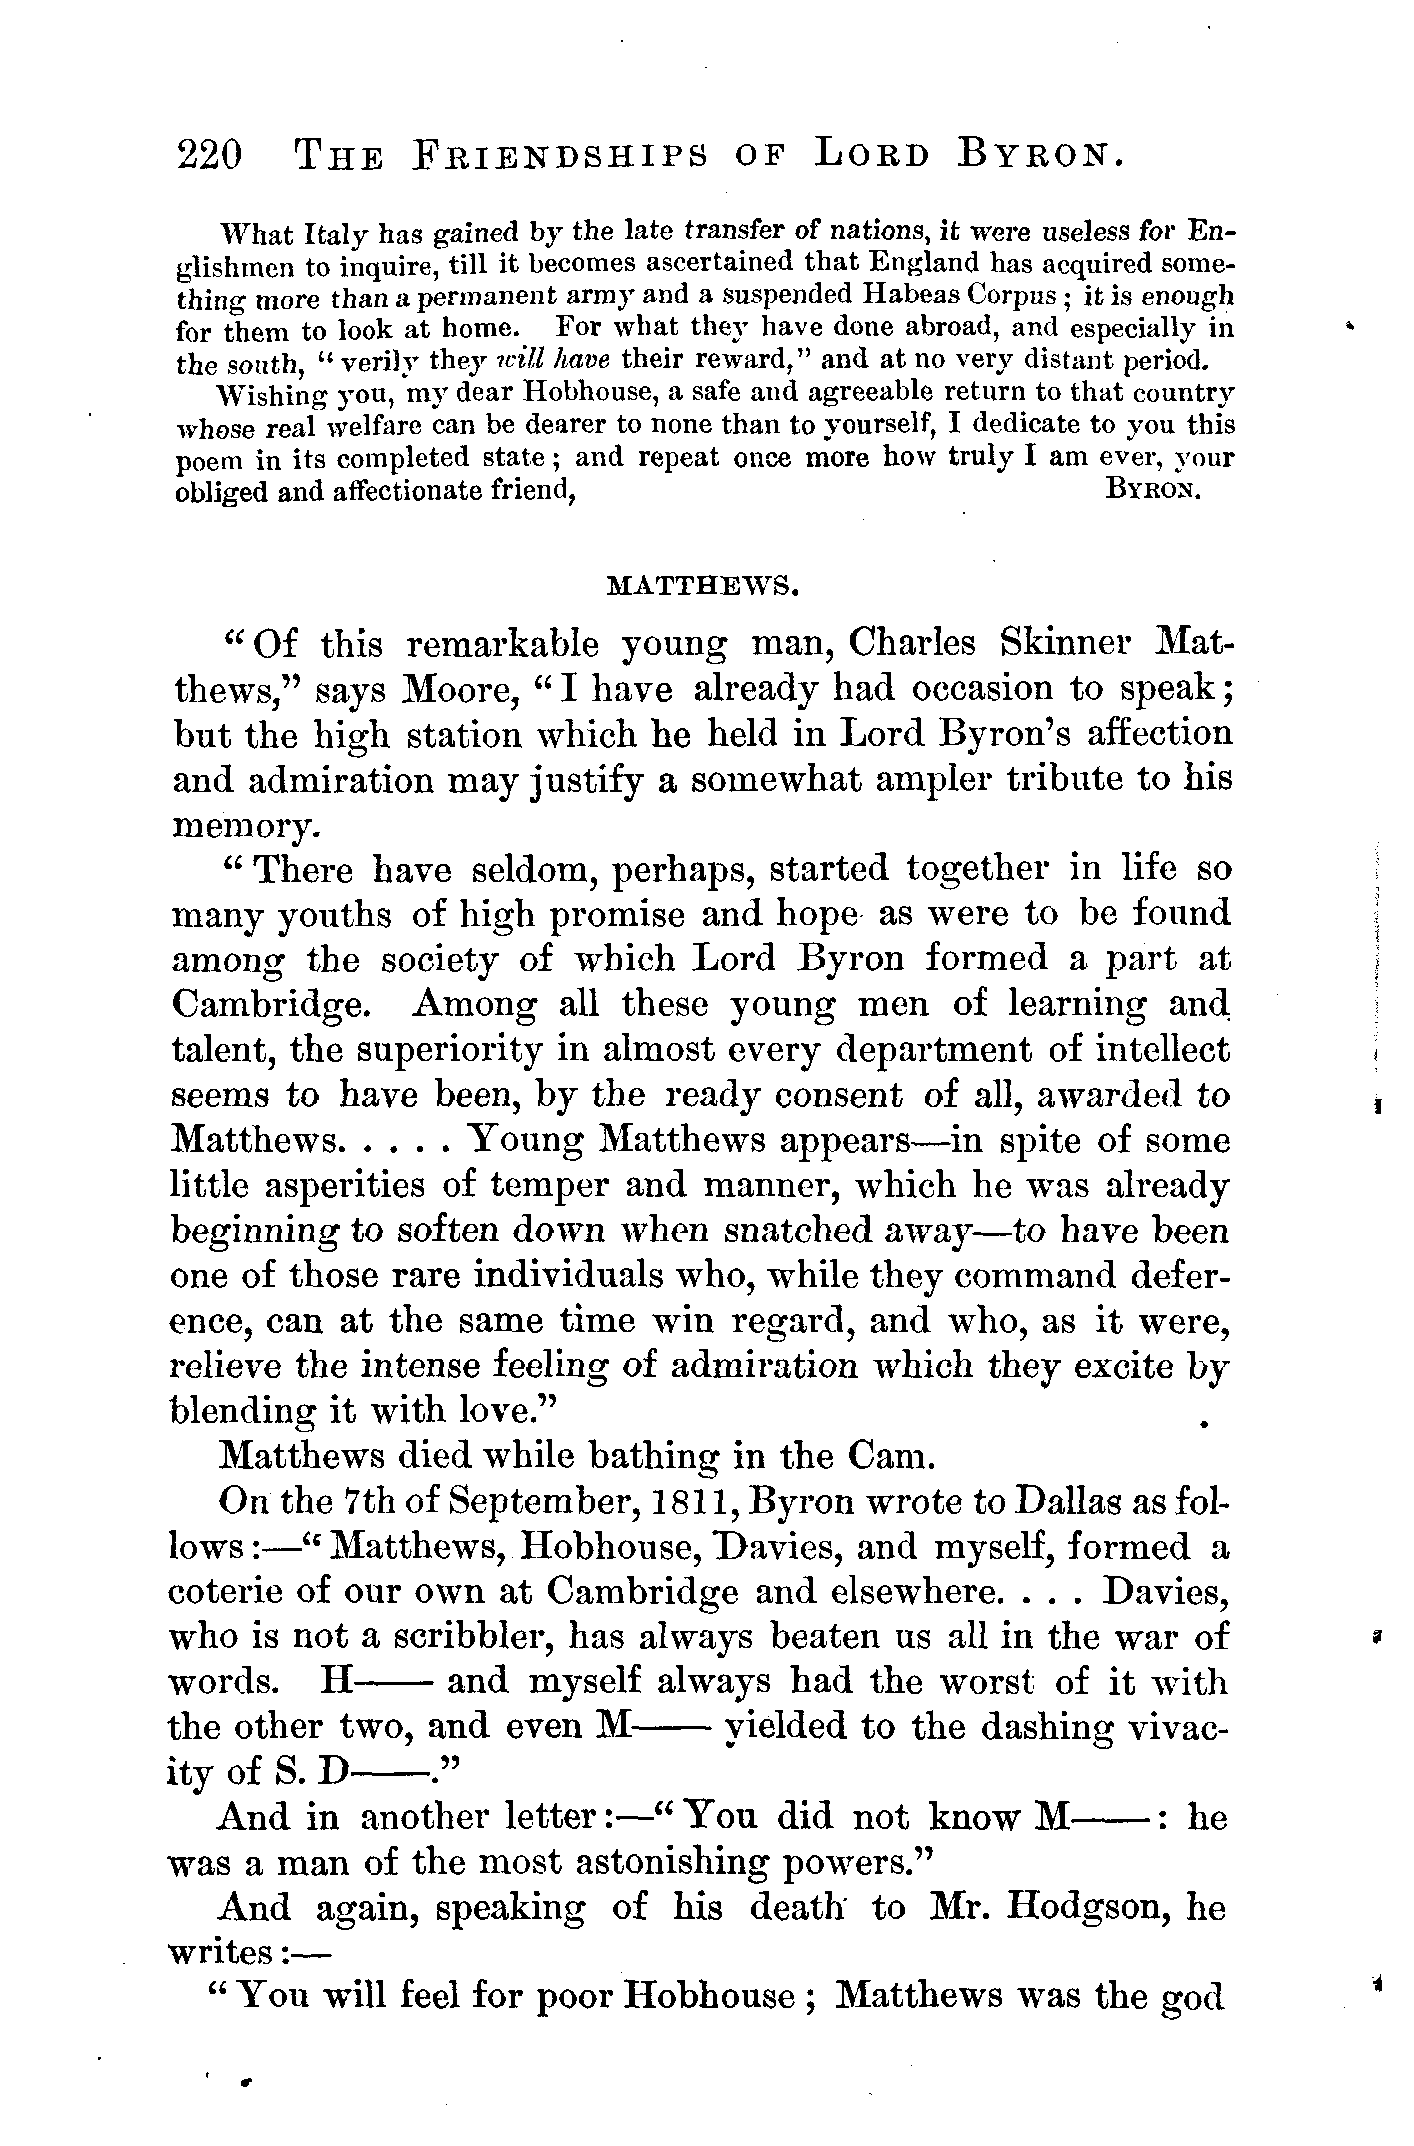 220 The Friendships of Lord Byron.
What Italy has gained by the late transfer of nations, it were useless for En-
glishmen to inquire, till it becomes ascertained that England has acquired some-
thing more than a permanent army and a suspended Habeas Corpus; it is enough
for them to look at home. For what they have done abroad, and especially in
the south, “verily they will have their reward,” and at no very distant period.
Wishing you, my dear Hobhouse, a safe and agreeable return to that country
whose real welfare can be dearer to none than to yourself, I dedicate to you this
poem in its completed state; and repeat once more how truly I am ever, your
obliged and affectionate friend, Byron.
MATTHEWS.
“Of this remarkable young man, Charles Skinner Mat-
thews,” says Moore, “I have already had occasion to speak;
but the high station which he held in Lord Byron’s affection
and admiration may justify a somewhat ampler tribute to his
memory.
“There have seldom, perhaps, started together in life so
many youths of high promise and hope as were to be found
among the society of which Lord Byron formed a part at
Cambridge. Among all these young men of learning and
talent, the superiority in almost every department of intellect
seems to have been, by the ready consent of all, awarded to
Matthews. . . . . Young Matthews appears—in spite of some
little asperities of temper and manner, which he was already
beginning to soften down when snatched away—to have been
one of those rare individuals who, while they command defer-
ence, can at the same time win regard, and who, as it were,
relieve the intense feeling of admiration which they excite by
blending it with love.”
Matthews died while bathing in the Cam.
On the 7th of September, 1811, Byron wrote to Dallas as fol-
lows:—“Matthews, Hobhouse, Davies, and myself, formed a
coterie of our own at Cambridge and elsewhere. . . . Davies,
who is not a scribbler, has always beaten us all in the war of
words. H—— and myself always had the worst of it with
the other two, and even M—— yielded to the dashing vivac-
ity of S. D——.”
And in another letter:—“You did not know M——: he
was a man of the most astonishing powers.”
And again, speaking of his death to Mr. Hodgson, he
writes:—
“You will feel for poor Hobhouse; Matthews was the god